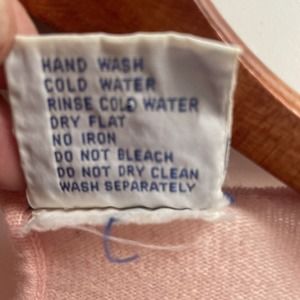 HAND WASH
COLD WATER
RINSE COLD WATER
DRY FLAT
NO IRON
DO NOT BLEACH
DO NOT DRY CLEAN
WASH SEPARATELY